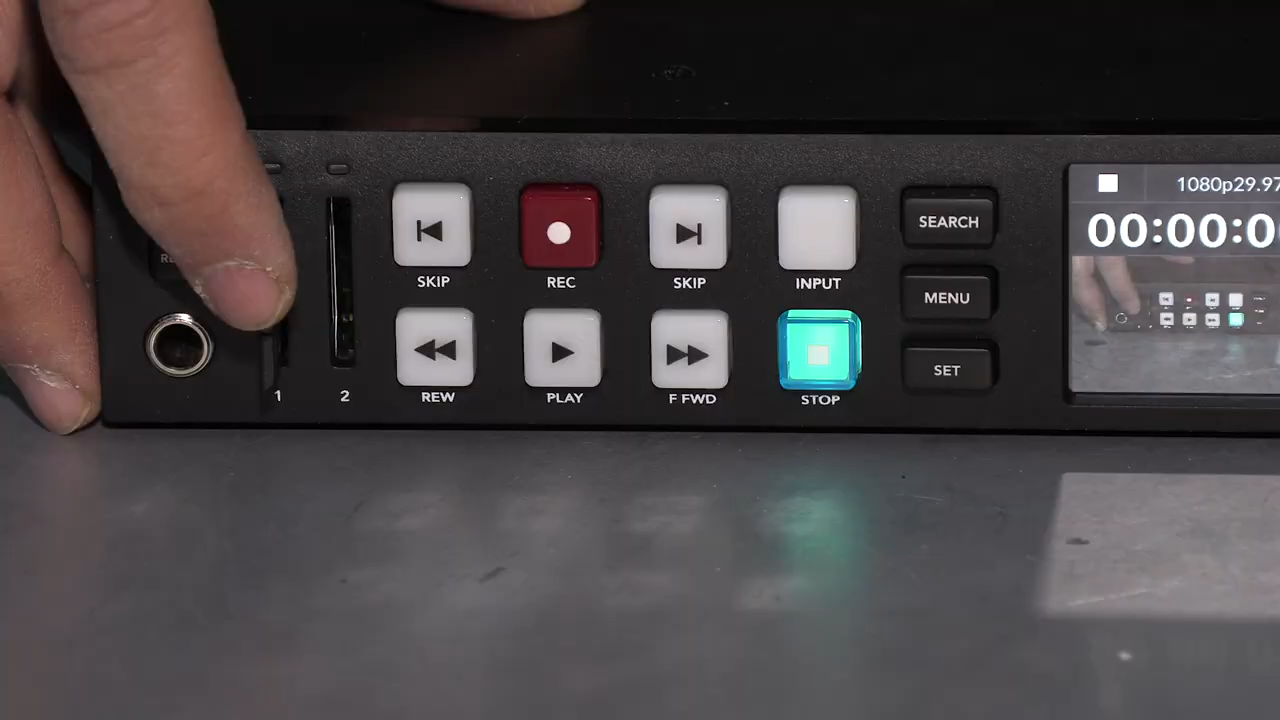 1080p29.97
00:00:0
SKIP
REC
SKIP
INPUT
SEARCH
MENU
SET
1
2
REW
PLAY
F FWD
STOP